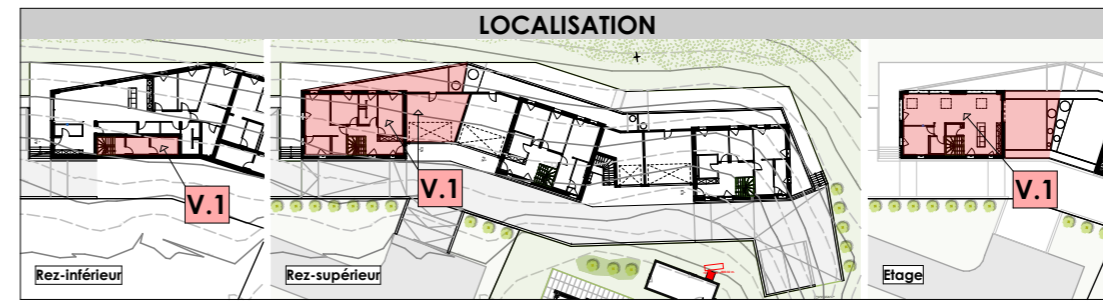 LOCALISATION
V.1
Rez-inférieur
V.1
Rez-supérieur
V.1
Etage